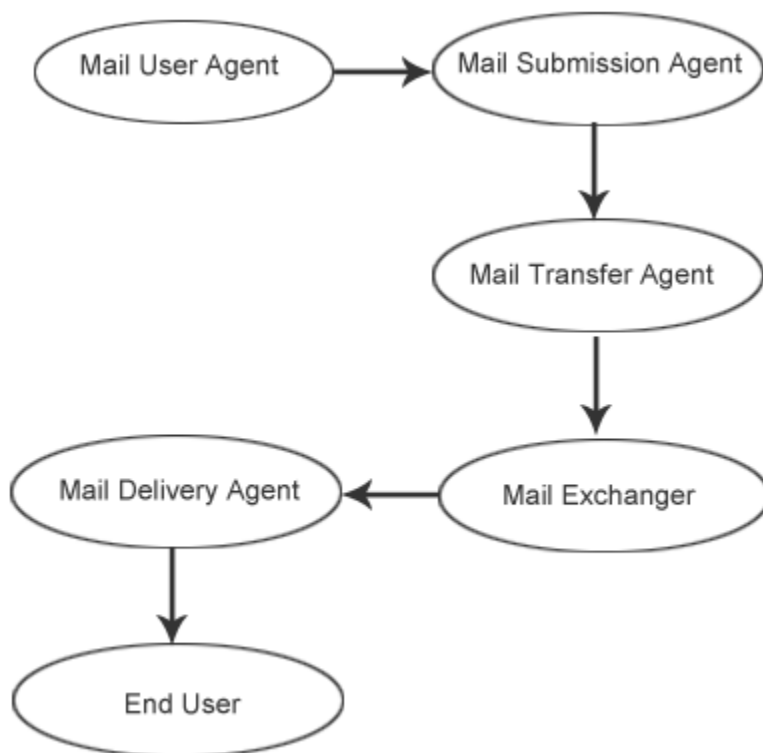 Mail User Agent
Mail Submission Agent
Mail Transfer Agent
Mail Exchanger
Mail Delivery Agent
End User